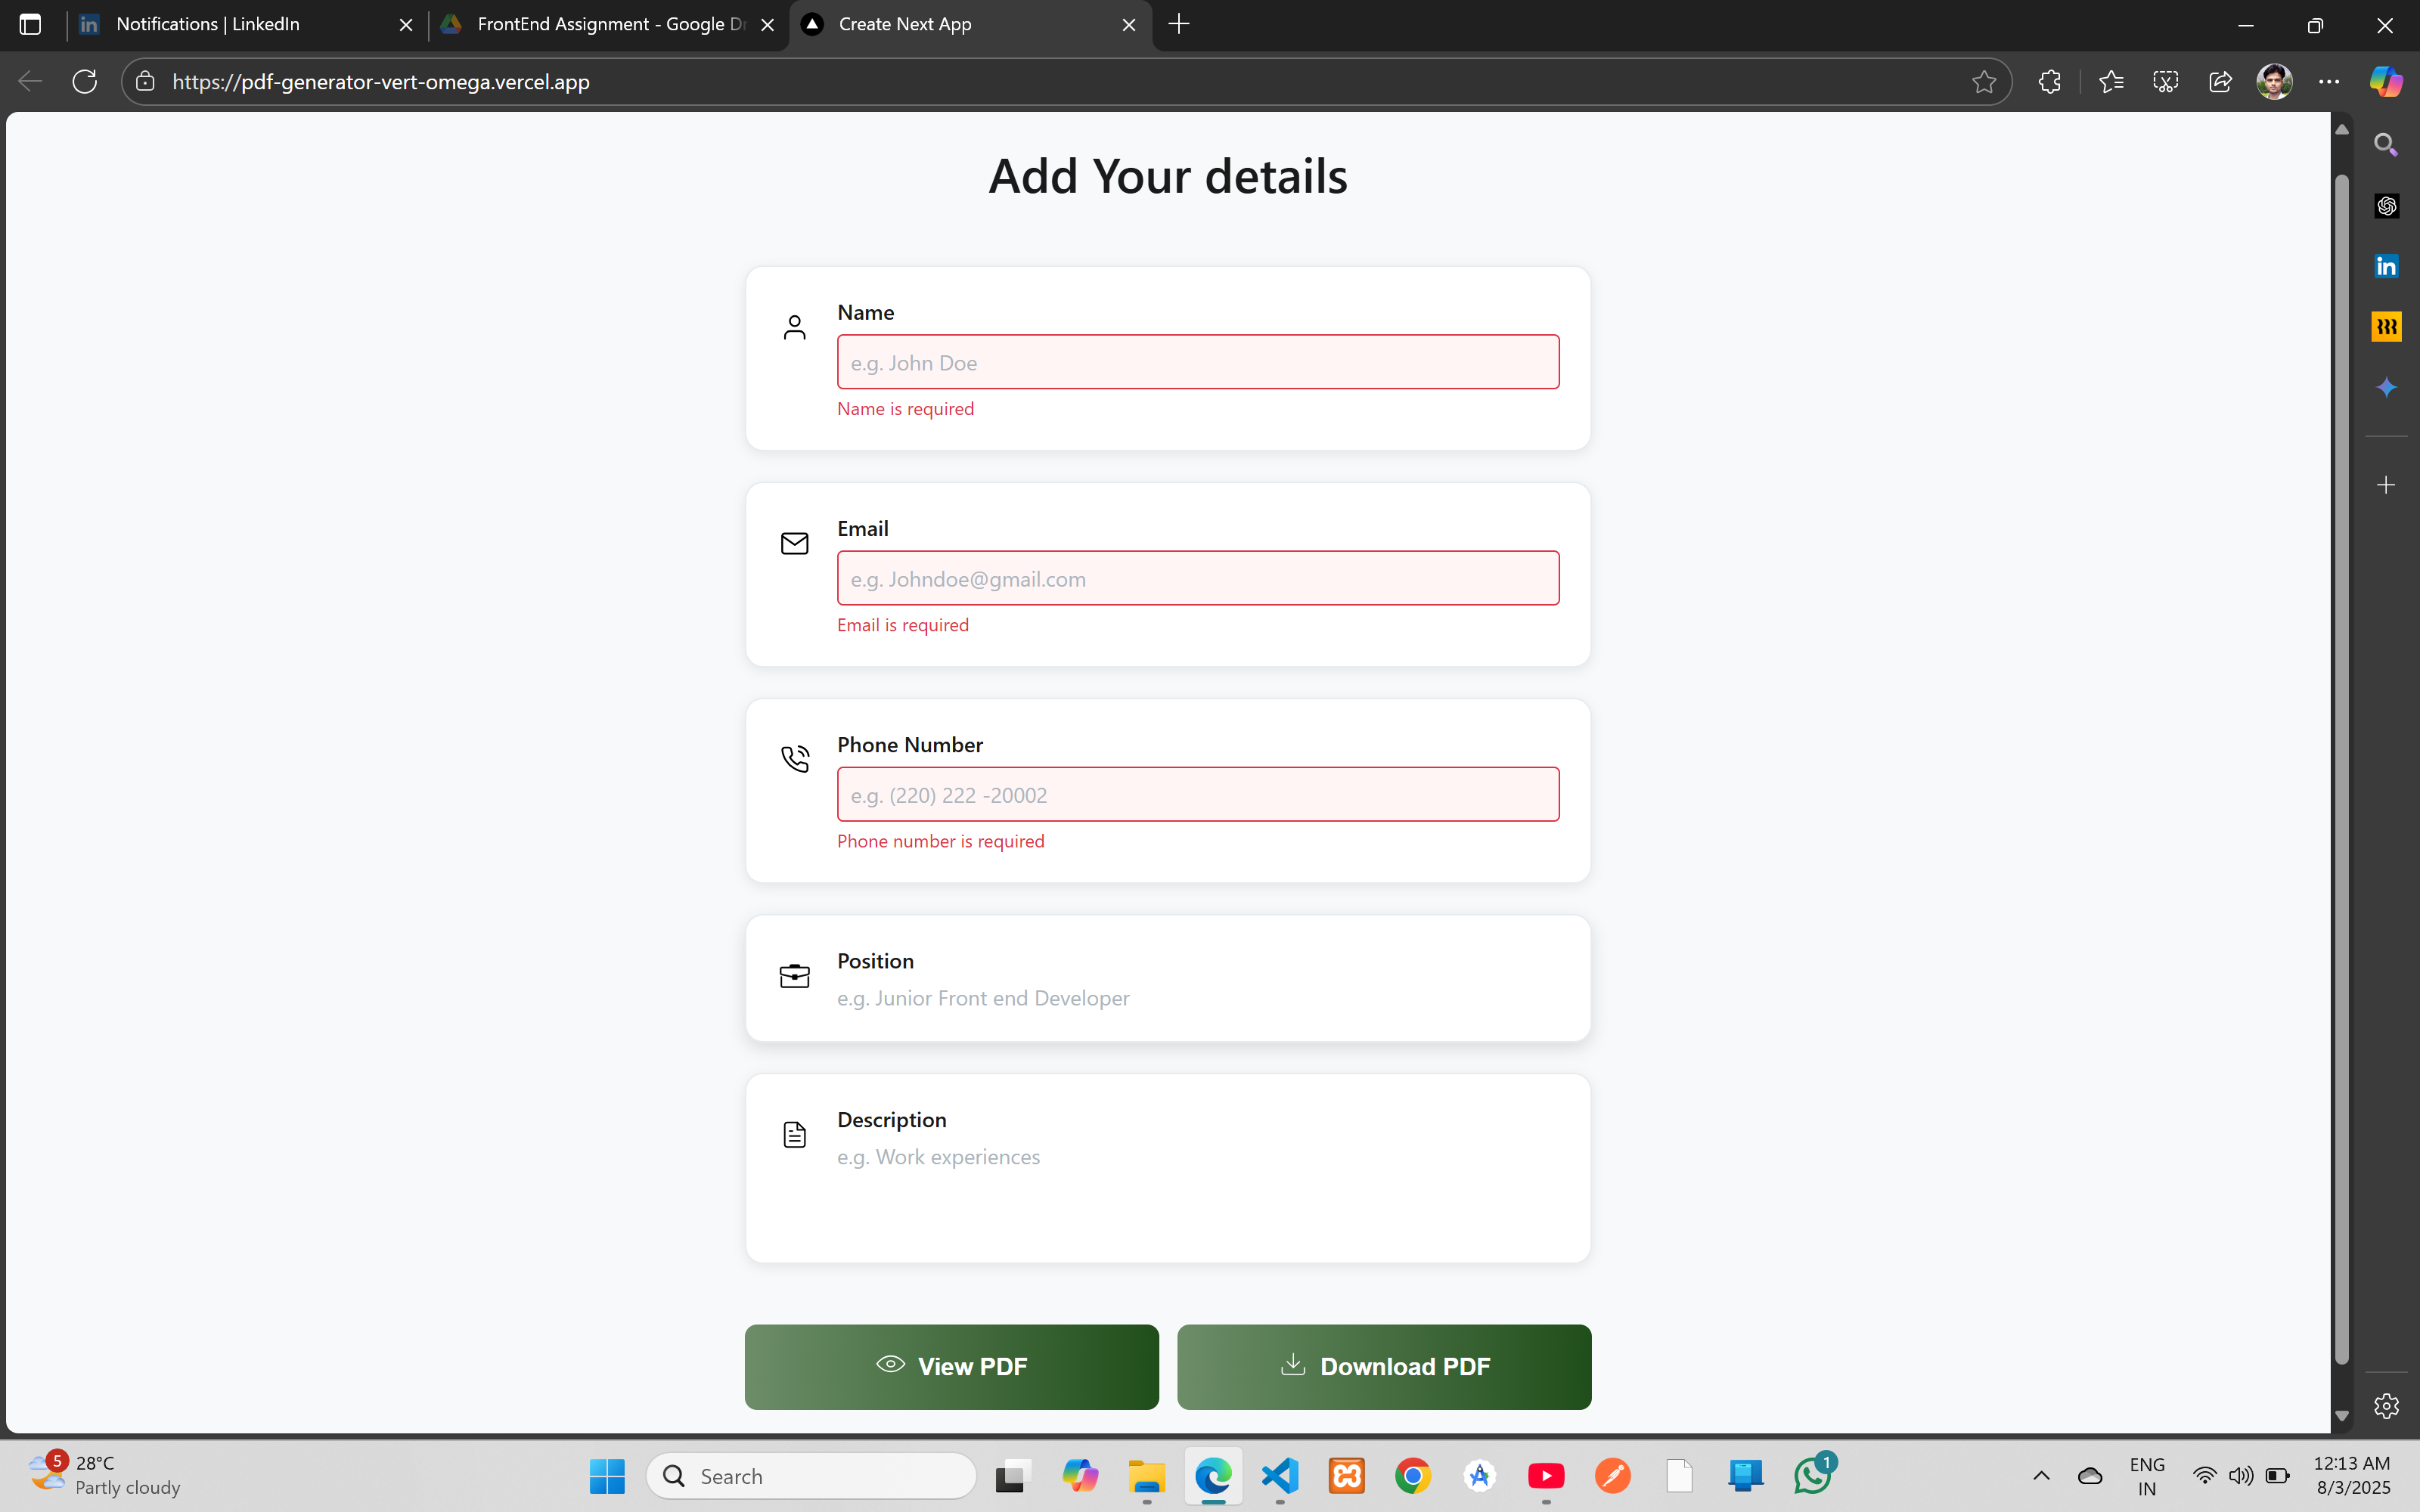 Notifications | LinkedIn
FrontEnd Assignment - Google Dr
Create Next App
https://pdf-generator-vert-omega.vercel.app
Add Your details
Name
e.g. John Doe
Name is required
Email
e.g. Johndoe@gmail.com
Email is required
Phone Number
e.g. (220) 222 -20002
Phone number is required
Position
e.g. Junior Front end Developer
Description
e.g. Work experiences
View PDF
Download PDF
5
28°C
Partly cloudy
Search
1
ENG
IN
12:13 AM
8/3/2025